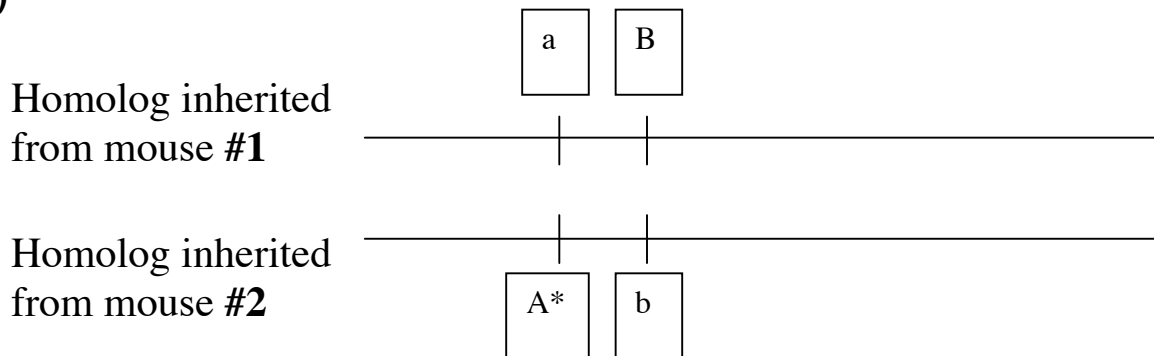 )
a B
Homolog inherited
from mouse #1
Homolog inherited
from mouse #2
A* b